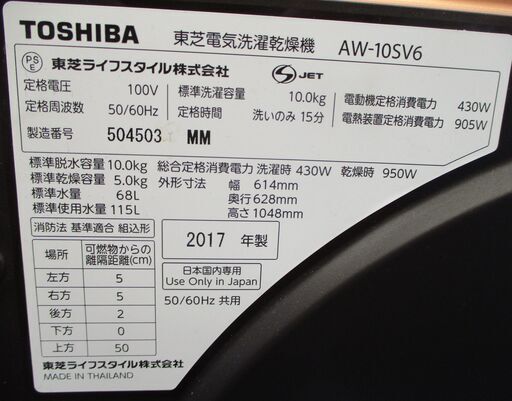 TOSHIBA 東芝電気洗濯乾燥機 AW-10SV6
PS E 東芝ライフスタイル株式会社 S JET
定格電圧 100V 標準洗濯容量 10.0kg 電動機定格消費電力 430W
定格周波数 50/60Hz 定格時間 洗いのみ 15分 電熱装置定格消費電力 905W
製造番号 504503 MM
標準脱水容量 10.0kg 総合定格消費電力 洗濯時 430W 乾燥時 950W
標準乾燥容量 5.0kg 外形寸法 幅 614mm
標準水量 68L 奥行 628mm
標準使用水量 115L 高さ 1048mm
消防法 基準適合 組込形
場所 可燃物からの離隔距離(cm) 2017 年製
左方 5 日本国内専用
右方 5 Use Only in Japan
後方 2 50/60Hz 共用
下方 0
上方 50
東芝ライフスタイル株式会社
MADE IN THAILAND